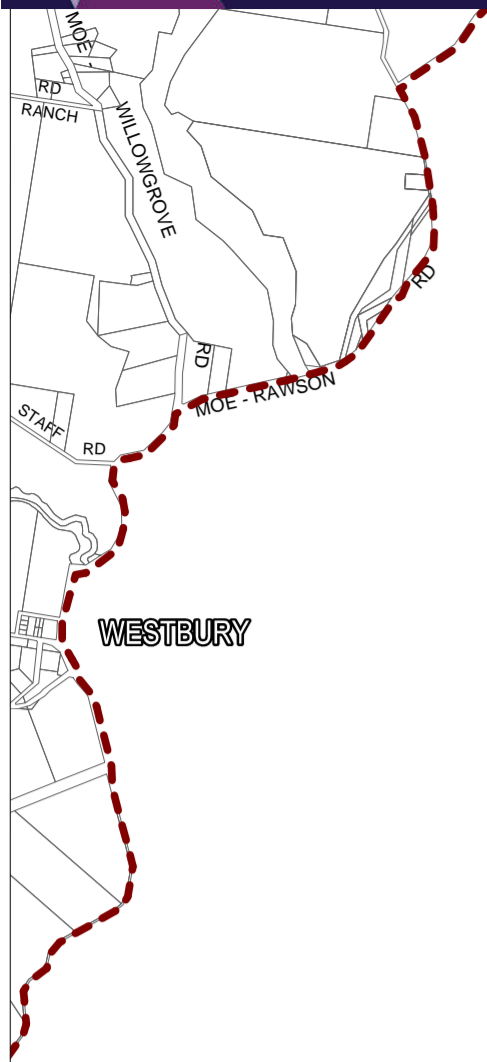 MOE -
RD
RANCH
WILLOWGROVE
RD
RD
MOE - RAWSON
STAFF
RD
WESTBURY